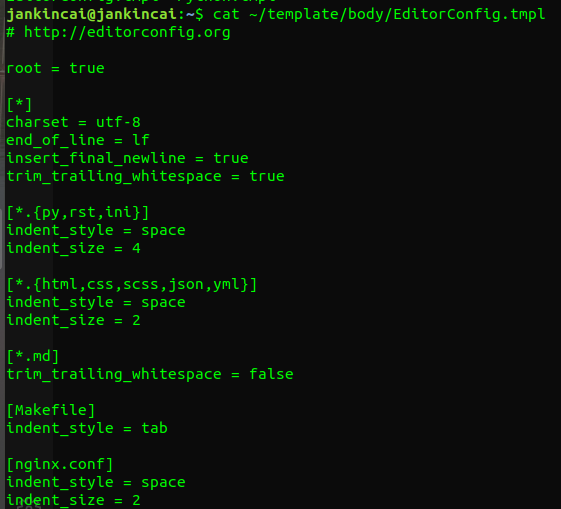 jankincai@jankincai:~$ cat ~/template/body/EditorConfig.tmpl
# http://editorconfig.org
root = true
[*]
charset = utf-8
end_of_line = lf
insert_final_newline = true
trim_trailing_whitespace = true
[*.{py,rst,ini}]
indent_style = space
indent_size = 4
[*.{html,css,scss,json,yml}]
indent_style = space
indent_size = 2
[*.md]
trim_trailing_whitespace = false
[Makefile]
indent_style = tab
[nginx.conf]
indent_style = space
indent_size = 2